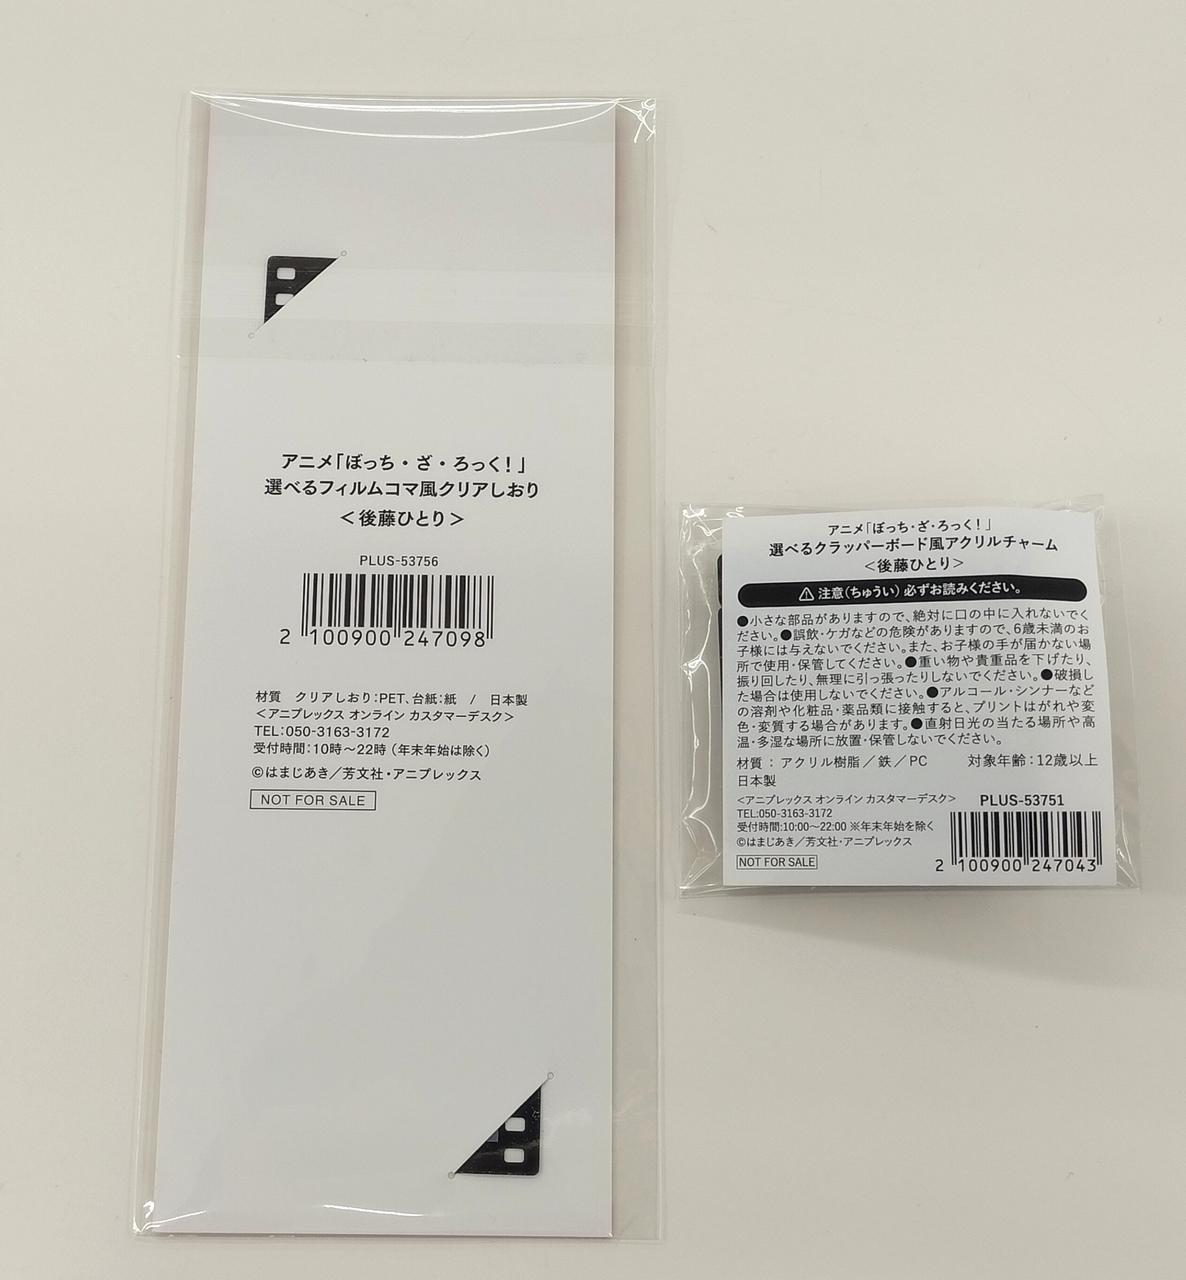 アニメ「ぼっち・ざ・ろっく！」
選べるフィルムコマ風クリアしおり
＜後藤ひとり＞
PLUS-53756
2 100900 247098
材質　クリアしおり：PET、台紙：紙　/　日本製
＜アニプレックス オンライン カスタマーデスク＞
TEL：050-3163-3172
受付時間：10時～22時（年末年始は除く）
©はまじあき／芳文社・アニプレックス
NOT FOR SALE
アニメ「ぼっち・ざ・ろっく！」
選べるクラッパーボード風アクリルチャーム
＜後藤ひとり＞
⚠注意（ちゅうい）必ずお読みください。
●小さな部品がありますので、絶対に口の中に入れないでく
ださい。●誤飲・ケガなどの危険がありますので、6歳未満のお
子様には与えないでください。また、お子様の手が届かない場
所で使用・保管してください。●重い物や貴重品を下げたり、
振り回したり、無理に引っ張ったりしないでください。●破損し
た場合は使用しないでください。●アルコール・シンナーなど
の溶剤や化粧品・薬品類に接触すると、プリントはがれや変
色・変質する場合があります。●直射日光の当たる場所や高
温・多湿な場所に放置・保管しないでください。
材質：アクリル樹脂／鉄／PC　対象年齢：12歳以上
日本製
＜アニプレックス オンライン カスタマーデスク＞
TEL:050-3163-3172
受付時間:10:00～22:00 ※年末年始を除く
©はまじあき／芳文社・アニプレックス
NOT FOR SALE
PLUS-53751
2 100900 247043